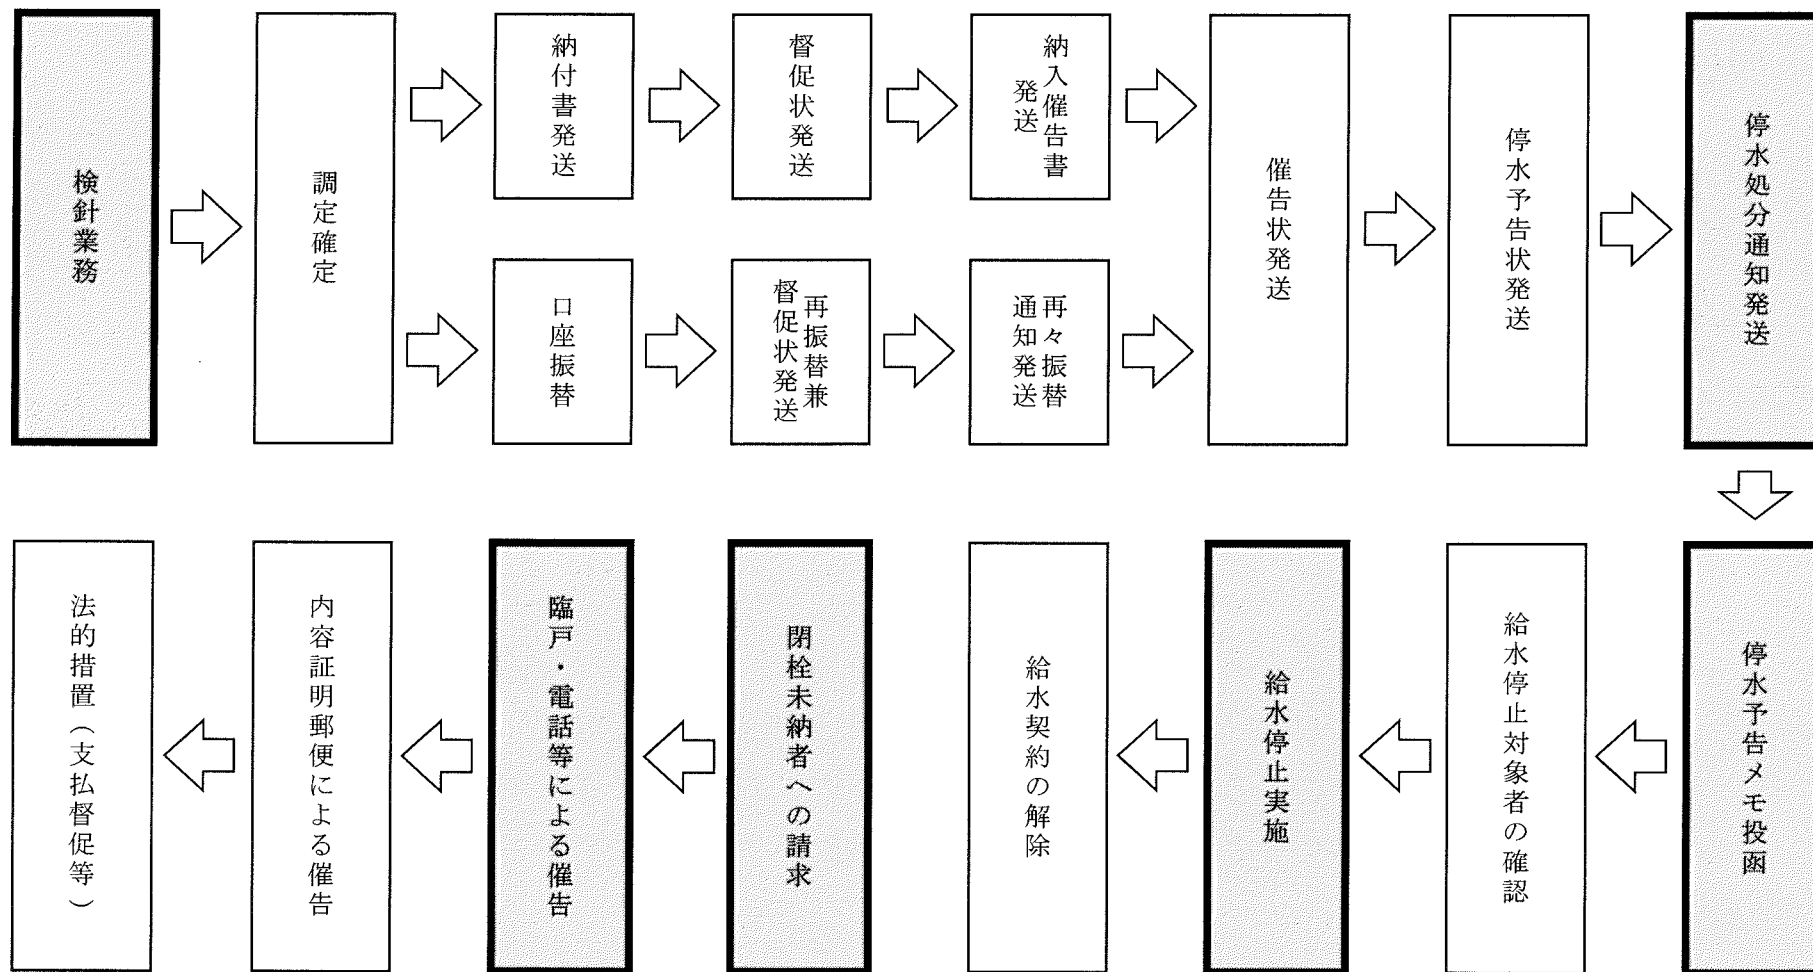 検針業務
調定確定
納付書発送
督促状発送
納入催告書
発送
口座振替
再振替兼
督促状発送
再々振替
通知発送
催告状発送
停水予告状発送
停水処分通知発送
停水予告メモ投函
給水停止対象者の確認
給水停止実施
給水契約の解除
閉栓未納者への請求
臨戸・電話等による催告
内容証明郵便による催告
法的措置（支払督促等）